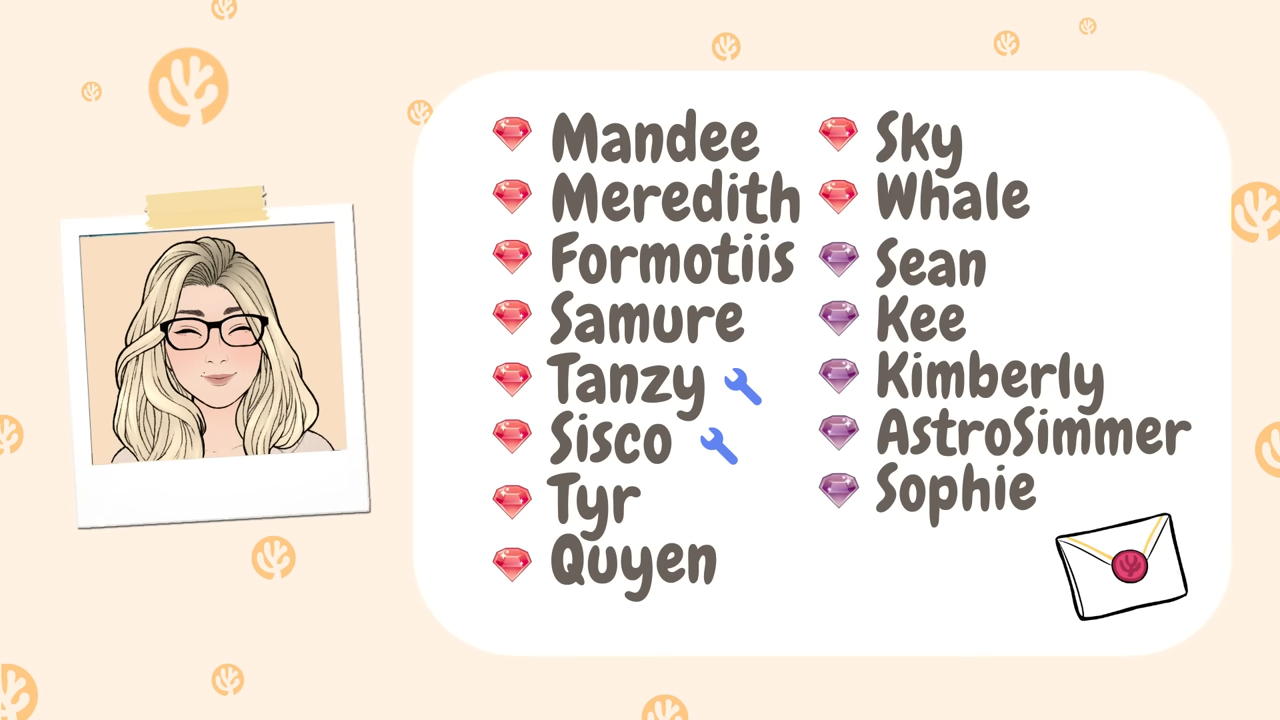 Mandee
Meredith
Formotiis
Samure
Tanzy
Sisco
Tyr
Quyen
Sky
Whale
Sean
Kee
Kimberly
AstroSimmer
Sophie